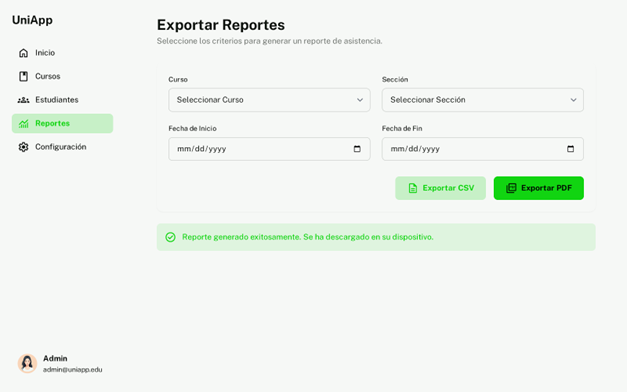 UniApp
Inicio
Cursos
Estudiantes
Reportes
Configuración
Admin
admin@uniapp.edu
Exportar Reportes
Seleccione los criterios para generar un reporte de asistencia.
Curso
Sección
Seleccionar Curso
Seleccionar Sección
Fecha de Inicio
Fecha de Fin
mm/dd/yyyy
mm/dd/yyyy
Exportar CSV
Exportar PDF
Reporte generado exitosamente. Se ha descargado en su dispositivo.